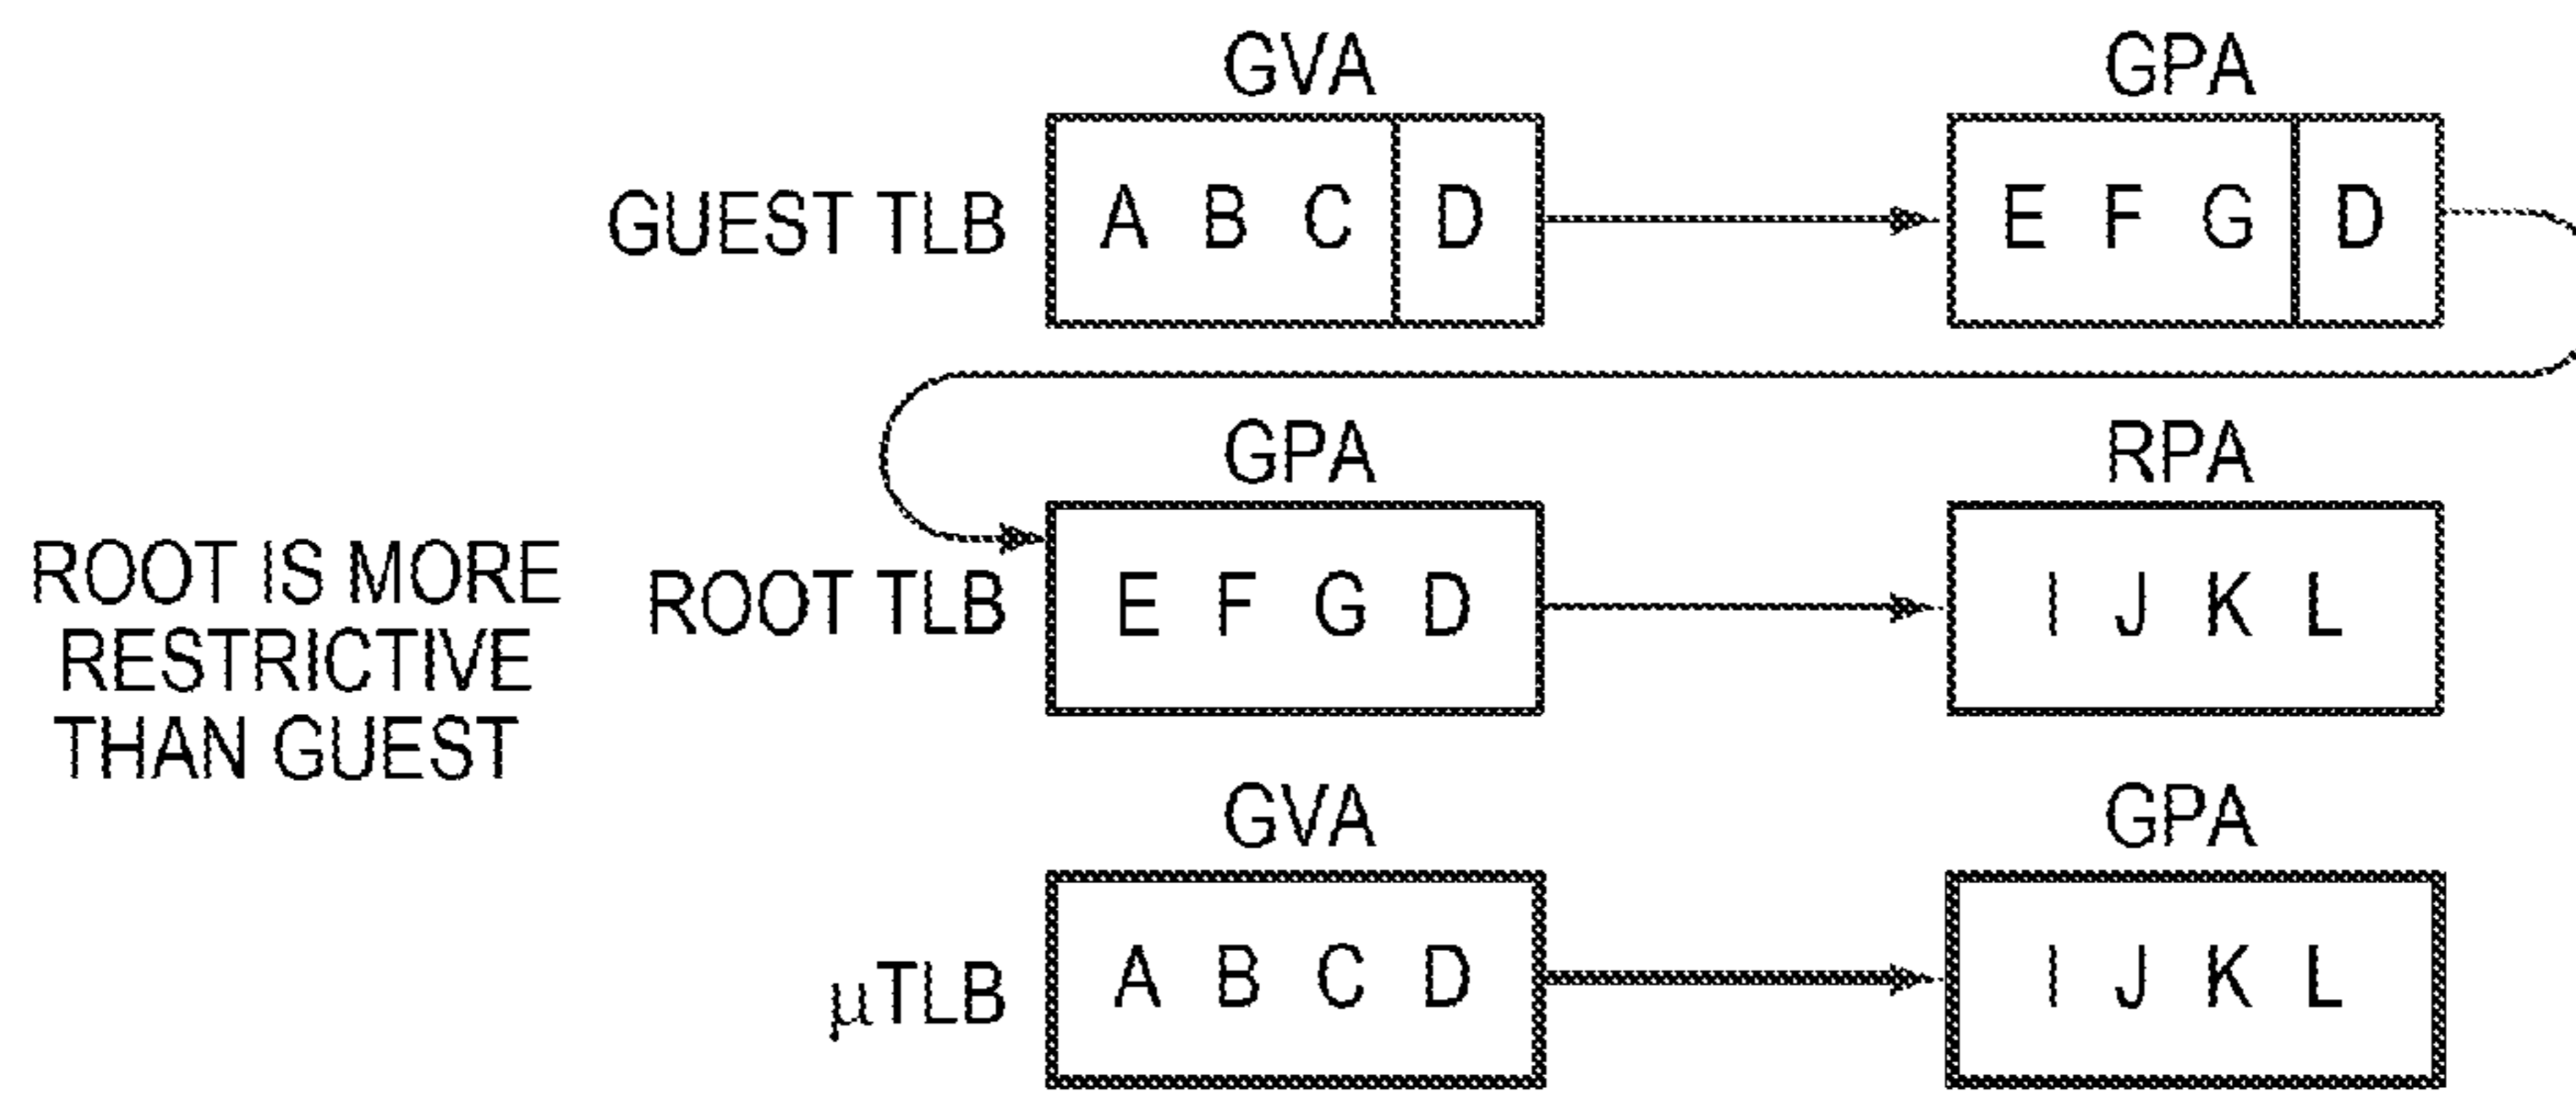 GVA GPA
GUEST TLB A B C D E F G D
GPA RPA
ROOT IS MORE
RESTRICTIVE
THAN GUEST
ROOT TLB E F G D I J K L
GVA GPA
μTLB A B C D I J K L